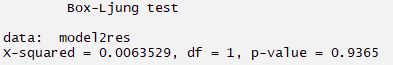 Box-Ljung test
data:  model2res
X-squared = 0.0063529, df = 1, p-value = 0.9365